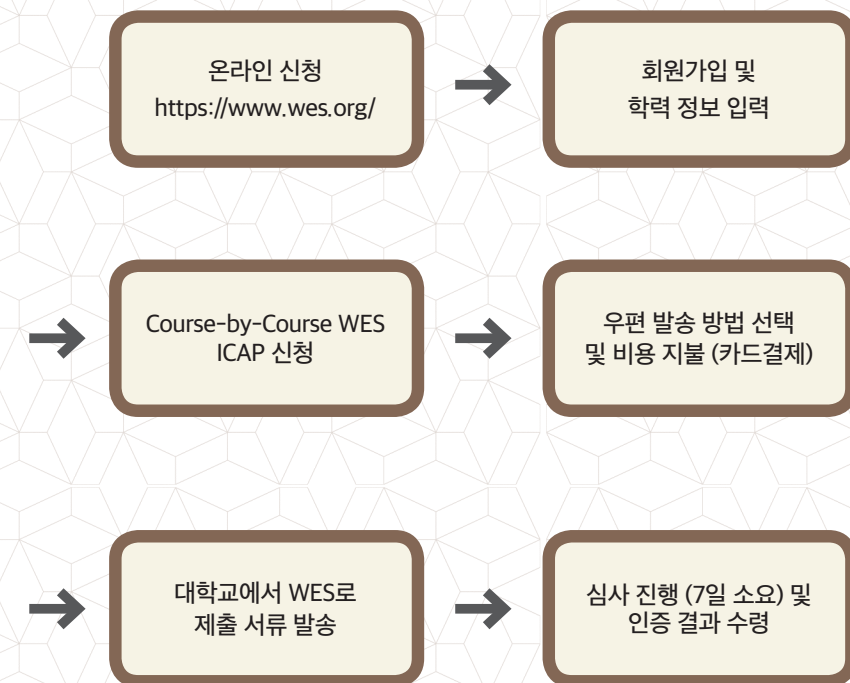 온라인 신청
https://www.wes.org/
회원가입 및
학력 정보 입력
Course-by-Course WES
ICAP 신청
우편 발송 방법 선택
및 비용 지불 (카드결제)
대학교에서 WES로
제출 서류 발송
심사 진행 (7일 소요) 및
인증 결과 수령